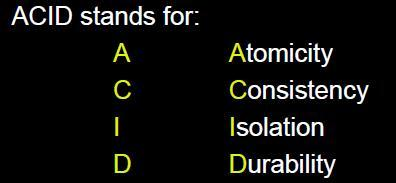 ACID stands for:
A Atomicity
C Consistency
I Isolation
D Durability